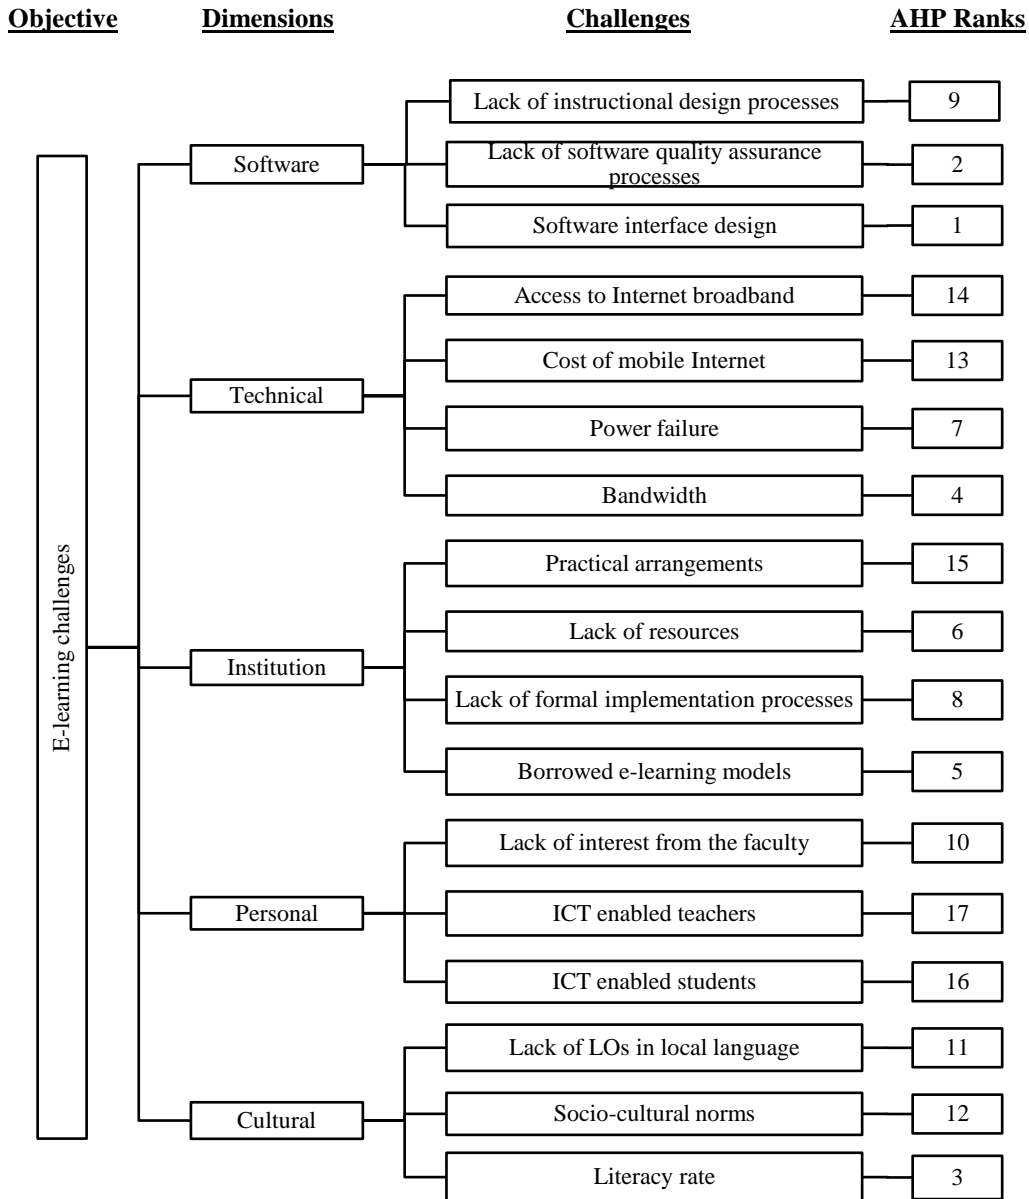 Objective Dimensions Challenges AHP Ranks
Lack of instructional design processes 9
Software
Lack of software quality assurance
processes
2
Software interface design 1
Access to Internet broadband 14
Cost of mobile Internet 13
Technical
Power failure 7
Bandwidth 4
E-learning challenges
Practical arrangements 15
Lack of resources 6
Institution
Lack of formal implementation processes 8
Borrowed e-learning models 5
Lack of interest from the faculty 10
Personal
ICT enabled teachers 17
ICT enabled students 16
Lack of LOs in local language 11
Cultural
Socio-cultural norms 12
Literacy rate 3